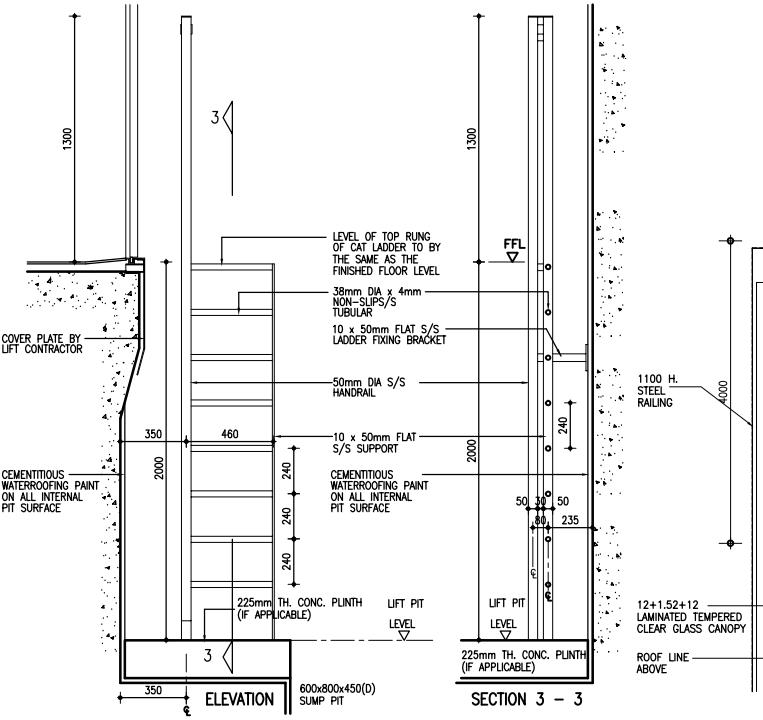 1300
3
LEVEL OF TOP RUNG
OF CAT LADDER TO BY
THE SAME AS THE
FINISHED FLOOR LEVEL
38mm DIA x 4mm
NON-SLIPS/S
TUBULAR
10 x 50mm FLAT S/S
LADDER FIXING BRACKET
COVER PLATE BY
LIFT CONTRACTOR
50mm DIA S/S
HANDRAIL
350
460
2000
10 x 50mm FLAT
S/S SUPPORT
CEMENTITIOUS
WATERROOFING PAINT
ON ALL INTERNAL
PIT SURFACE
240
240
240
CEMENTITIOUS
WATERROOFING PAINT
ON ALL INTERNAL
PIT SURFACE
225mm TH. CONC. PLINTH
(IF APPLICABLE)
LIFT PIT
LEVEL
3
350
ELEVATION
600x800x450(D)
SUMP PIT
1300
FFL
2000
240
50 30 50
80 235
LIFT PIT
LEVEL
225mm TH. CONC. PLINTH
(IF APPLICABLE)
SECTION 3 - 3
1100 H.
STEEL
RAILING
4000
12+1.52+12
LAMINATED TEMPERED
CLEAR GLASS CANOPY
ROOF LINE
ABOVE